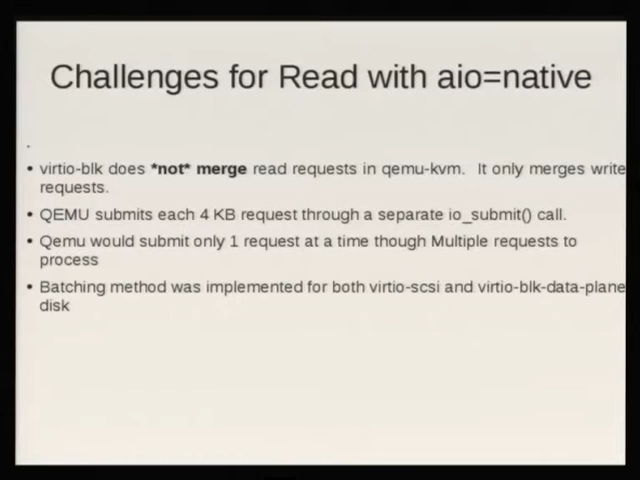 Challenges for Read with aio=native
• virtio-blk does *not* merge read requests in qemu-kvm. It only merges write
requests.
• QEMU submits each 4 KB request through a separate io_submit() call.
• Qemu would submit only 1 request at a time though Multiple requests to
process
• Batching method was implemented for both virtio-scsi and virtio-blk-data-plane
disk